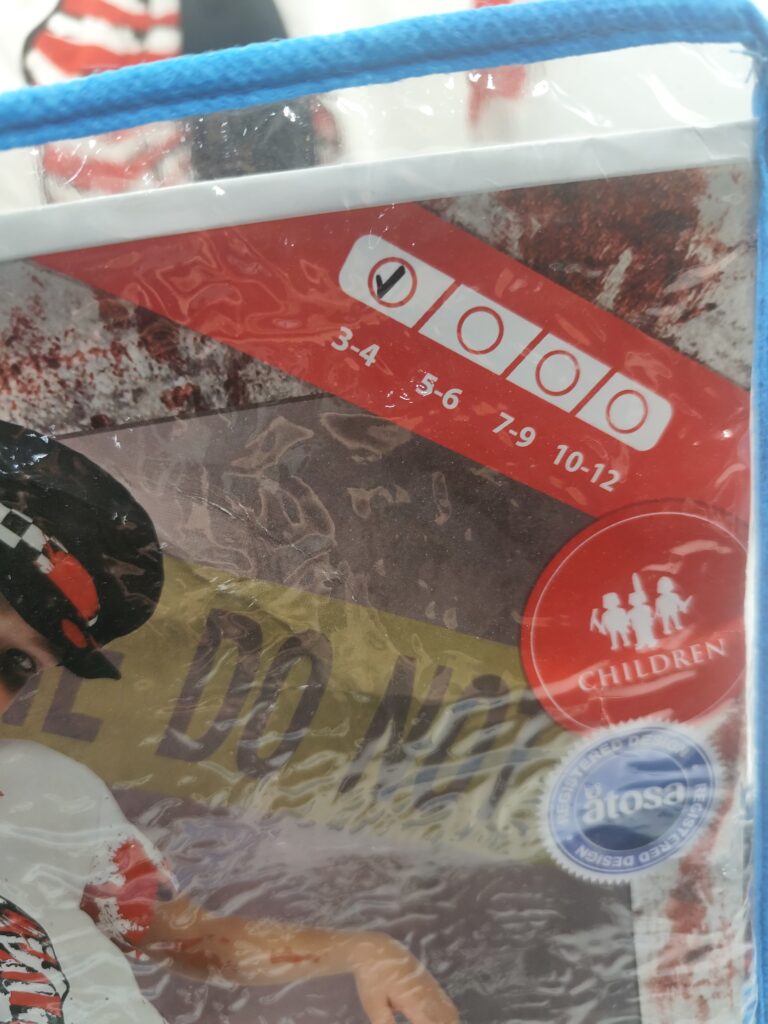 3-4 5-6 7-9 10-12
DO NOT
CHILDREN
REGISTERED DESIGN
atosa
REGISTERED DESIGN